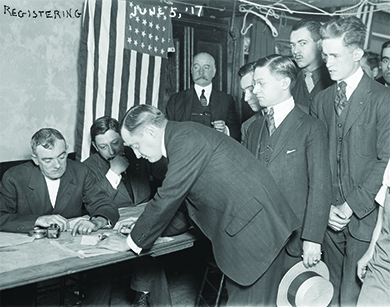 REGISTERING JUNE 5, '17